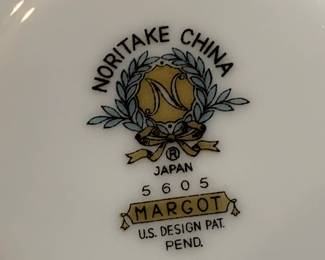 NORITAKE CHINA
N
®
JAPAN
5605
MARGOT
U.S. DESIGN PAT.
PEND.